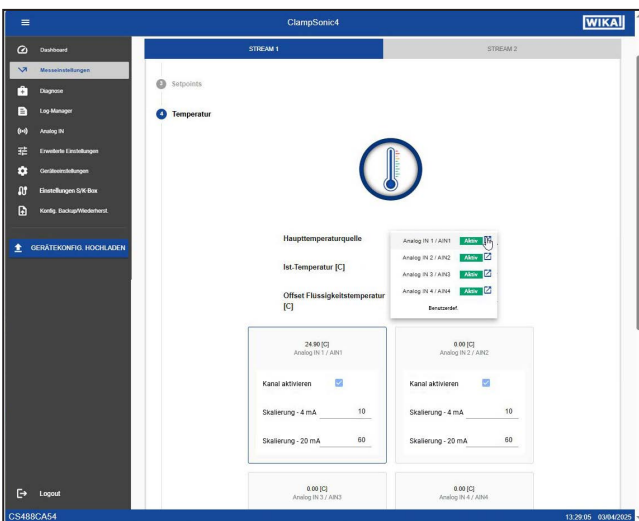 ClampSonic4
WIKAI
Dashboard
STREAM 1
STREAM 2
Messeinstellungen
Diagnose
3 Setpoints
Log-Manager
4 Temperatur
Analog IN
Erweiterte Einstellungen
Geräteeinstellungen
Einstellungen S/K-Box
Konfig. Backup/Wiederherst.
GERÄTEKONFIG. HOCHLADEN
Haupttemperaturquelle
Analog IN 1 / AIN1 Aktiv
Analog IN 2 / AIN2 Aktiv
Ist-Temperatur [C]
Analog IN 3 / AIN3 Aktiv
Analog IN 4 / AIN4 Aktiv
Offset Flüssigkeitstemperatur
[C]
Benutzerdef.
24.90 [C]
Analog IN 1 / AIN1
0.00 [C]
Analog IN 2 / AIN2
Kanal aktivieren
Kanal aktivieren
Skalierung - 4 mA 10
Skalierung - 4 mA 10
Skalierung - 20 mA 60
Skalierung - 20 mA 60
0.00 [C]
Analog IN 3 / AIN3
0.00 [C]
Analog IN 4 / AIN4
Logout
CS488CA54
13:29:05 03/04/2025